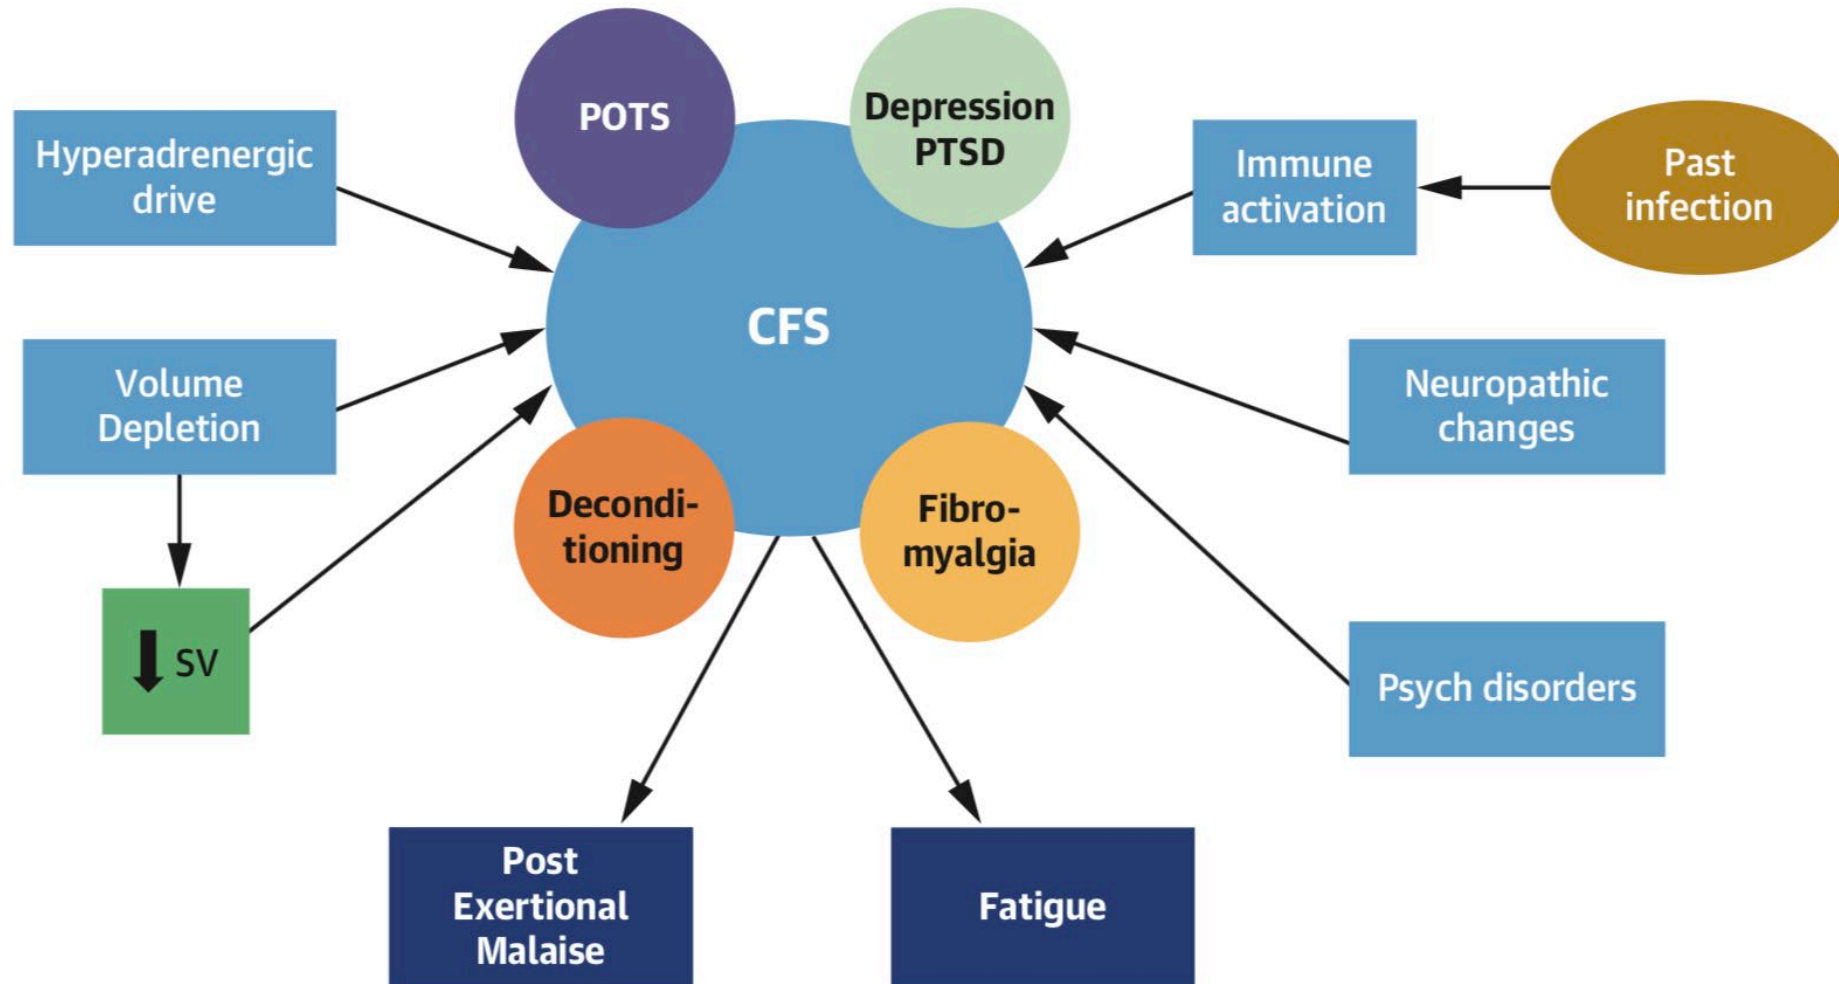 POTS
Depression
PTSD
Hyperadrenergic
drive
Immune
activation
Past
infection
CFS
Volume
Depletion
Neuropathic
changes
Deconди-
tioning
Fibro-
myalgia
SV
Psych disorders
Post
Exertional
Malaise
Fatigue